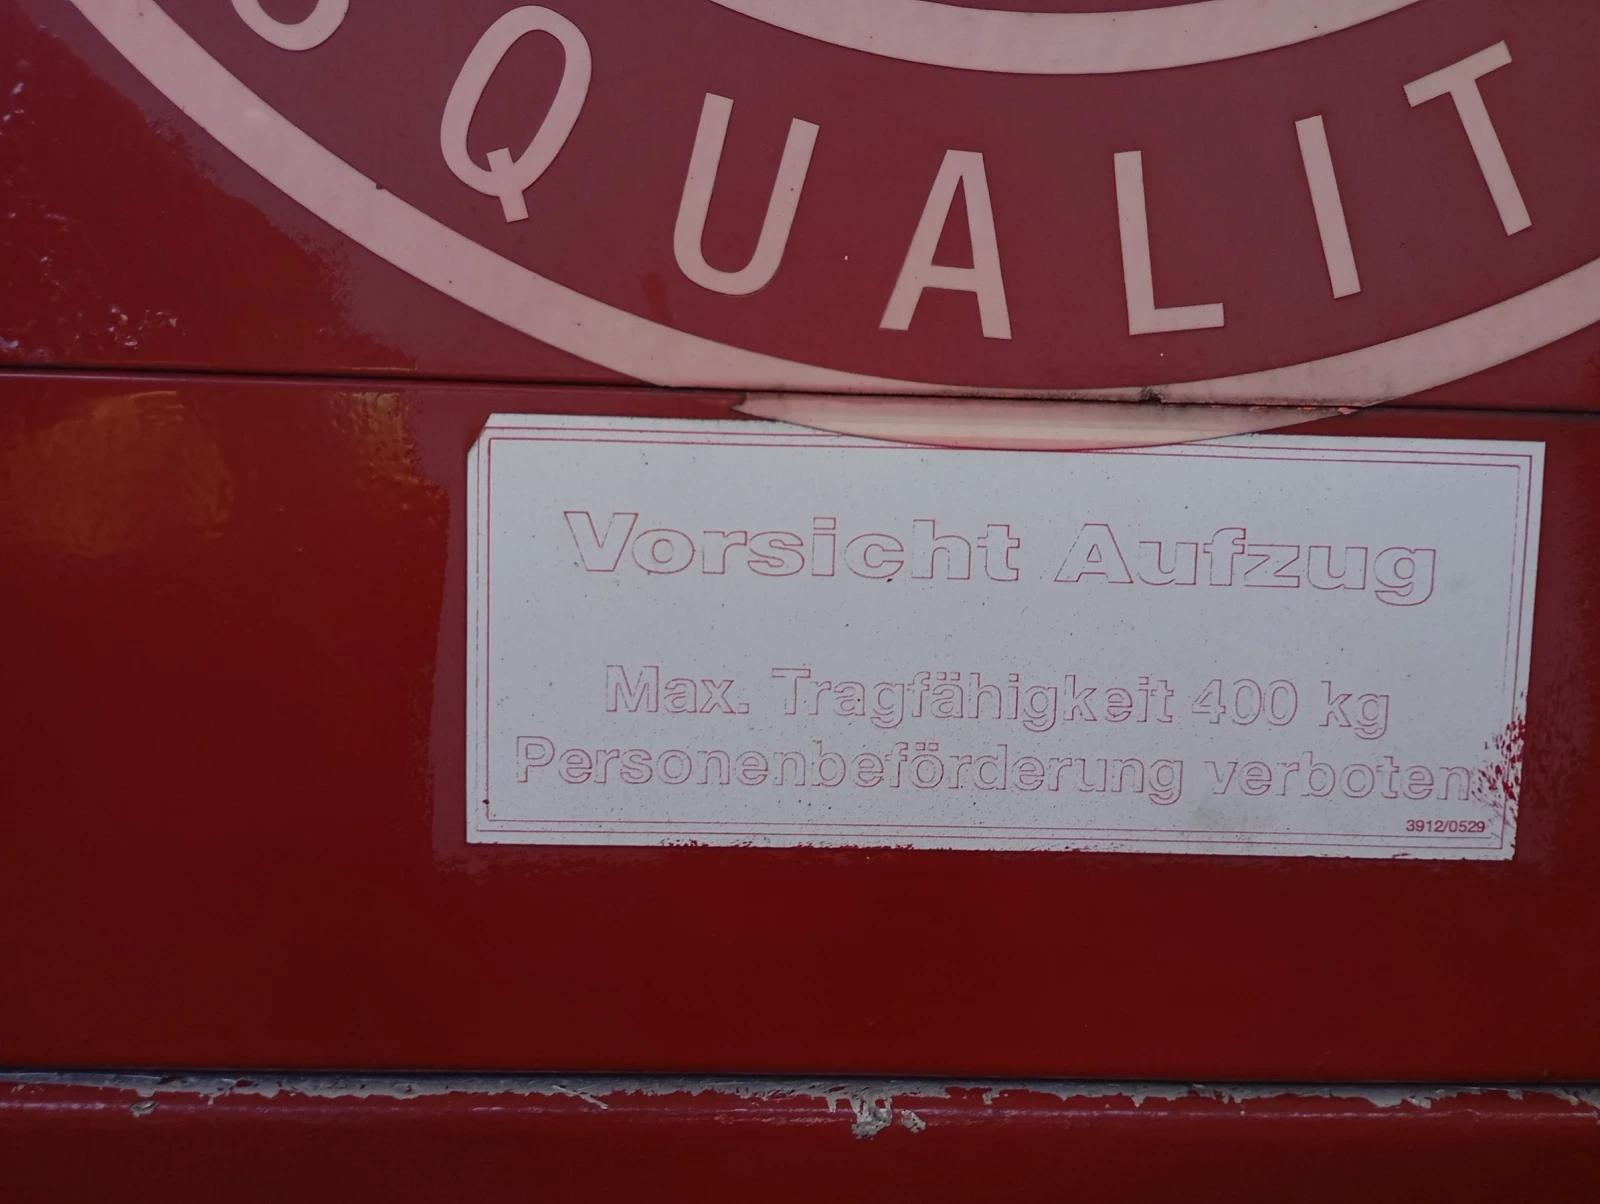 QUALIT
Vorsicht Aufzug
Max. Tragfähigkeit 400 kg
Personenbeförderung verboten
3912/0529